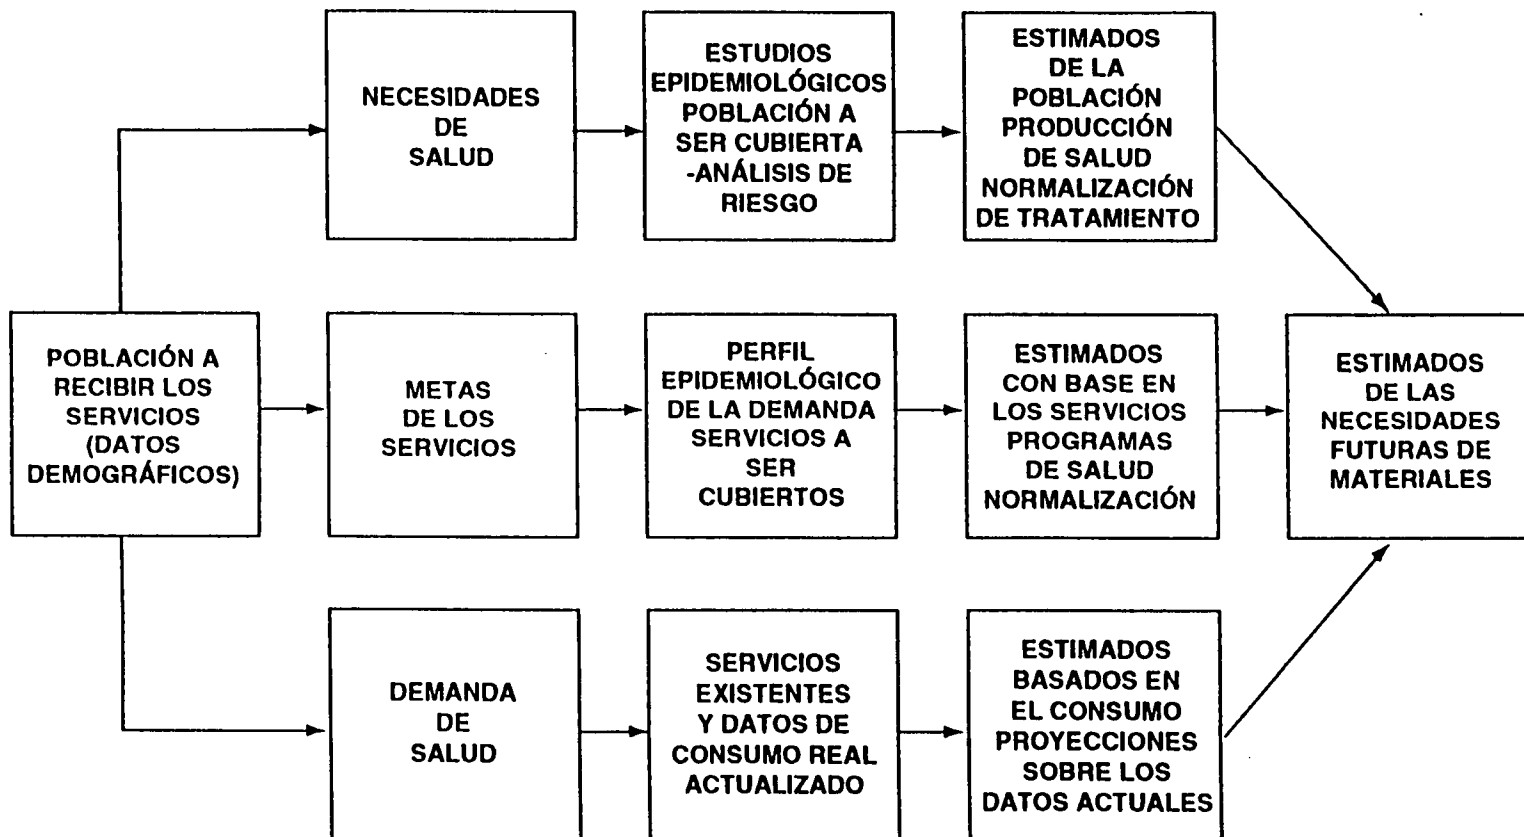 NECESIDADES
DE
SALUD
ESTUDIOS
EPIDEMIOLÓGICOS
POBLACIÓN A
SER CUBIERTA
-ANÁLISIS DE
RIESGO
ESTIMADOS
DE LA
POBLACIÓN
PRODUCCIÓN
DE SALUD
NORMALIZACIÓN
DE TRATAMIENTO
POBLACIÓN A
RECIBIR LOS
SERVICIOS
(DATOS
DEMOGRÁFICOS)
METAS
DE LOS
SERVICIOS
PERFIL
EPIDEMIOLÓGICO
DE LA DEMANDA
SERVICIOS A
SER
CUBIERTOS
ESTIMADOS
CON BASE EN
LOS SERVICIOS
PROGRAMAS
DE SALUD
NORMALIZACIÓN
ESTIMADOS
DE LAS
NECESIDADES
FUTURAS DE
MATERIALES
DEMANDA
DE
SALUD
SERVICIOS
EXISTENTES
Y DATOS DE
CONSUMO REAL
ACTUALIZADO
ESTIMADOS
BASADOS EN
EL CONSUMO
PROYECCIONES
SOBRE LOS
DATOS ACTUALES